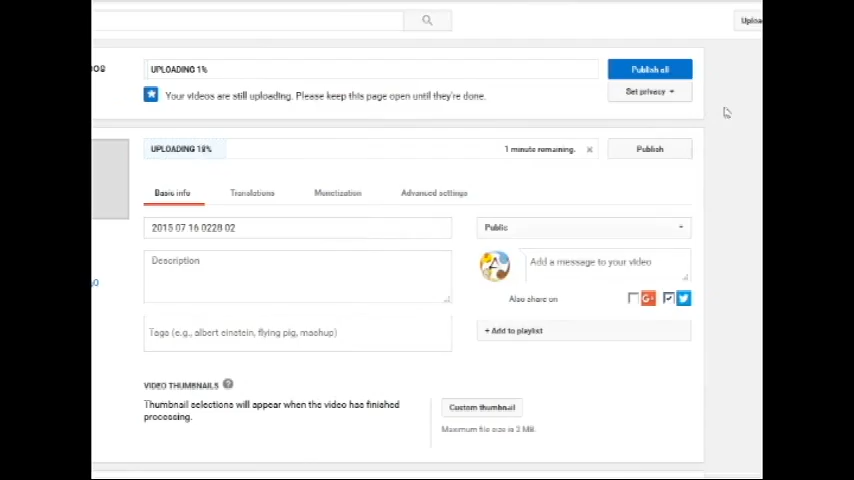 Uploa
UPLOADING 1%
Publish all
Your videos are still uploading. Please keep this page open until they're done.
Set privacy
UPLOADING 18%
1 minute remaining.
Publish
Basic info
Translations
Monetization
Advanced settings
2015 07 16 0228 02
Public
Description
Add a message to your video
Also share on
G+
Tags (e.g., albert einstein, flying pig, mashup)
+ Add to playlist
VIDEO THUMBNAILS ?
Thumbnail selections will appear when the video has finished
processing.
Custom thumbnail
Maximum file size is 2 MB.